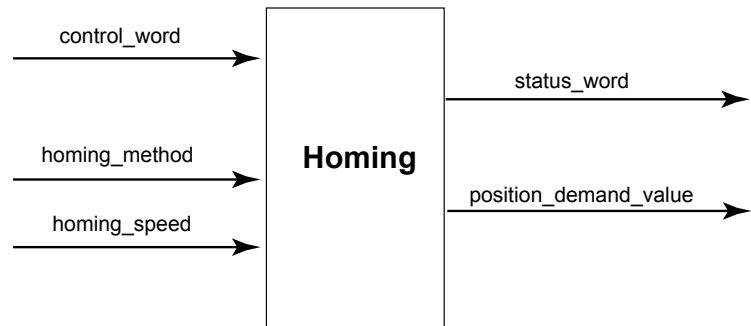 control_word
homing_method
homing_speed
Homing
status_word
position_demand_value